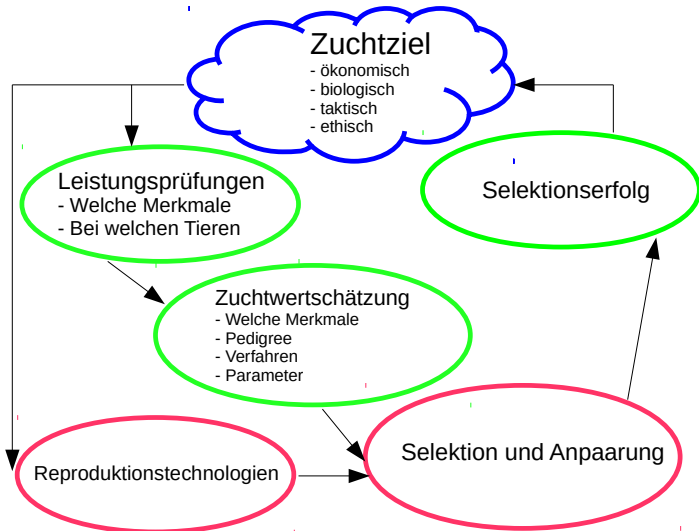 Zuchtziel
- ökonomisch
- biologisch
- taktisch
- ethisch
Leistungsprüfungen
- Welche Merkmale
- Bei welchen Tieren
Selektionserfolg
Zuchtwertschätzung
- Welche Merkmale
- Pedigree
- Verfahren
- Parameter
Selektion und Anpaarung
Reproduktionstechnologien